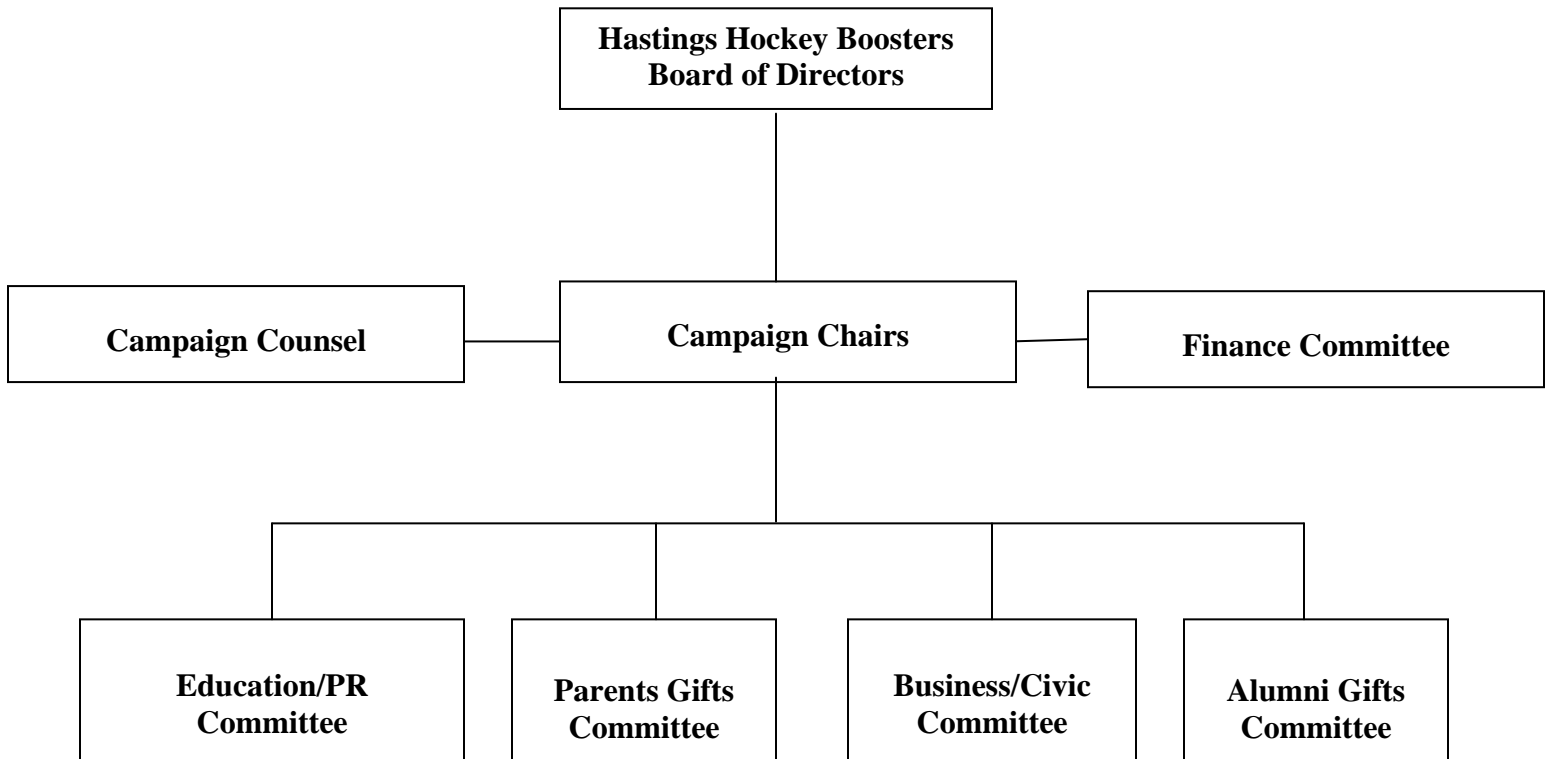 Hastings Hockey Boosters
Board of Directors
Campaign Counsel
Campaign Chairs
Finance Committee
Education/PR
Committee
Parents Gifts
Committee
Business/Civic
Committee
Alumni Gifts
Committee